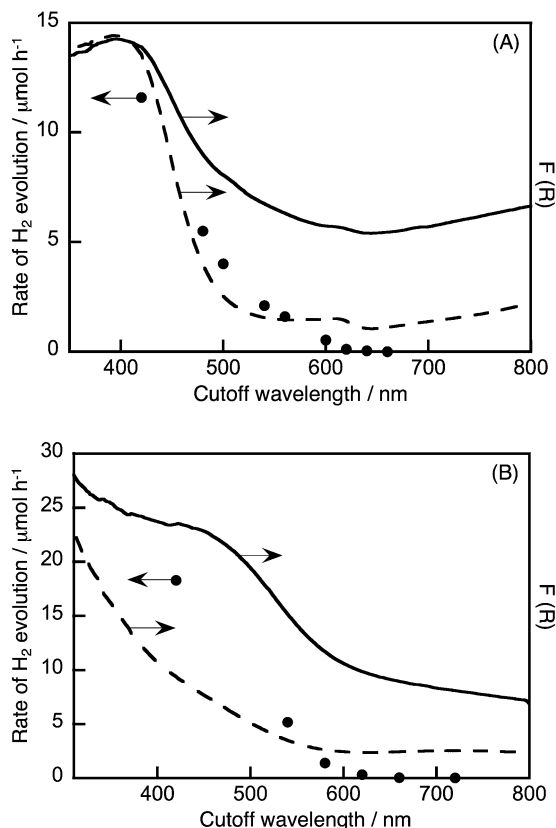 (A)
15
10
5
0
Rate of H₂ evolution / μmol h⁻¹
F (R)
400 500 600 700 800
Cutoff wavelength / nm
(B)
30
25
20
15
10
5
0
Rate of H₂ evolution / μmol h⁻¹
F (R)
400 500 600 700 800
Cutoff wavelength / nm